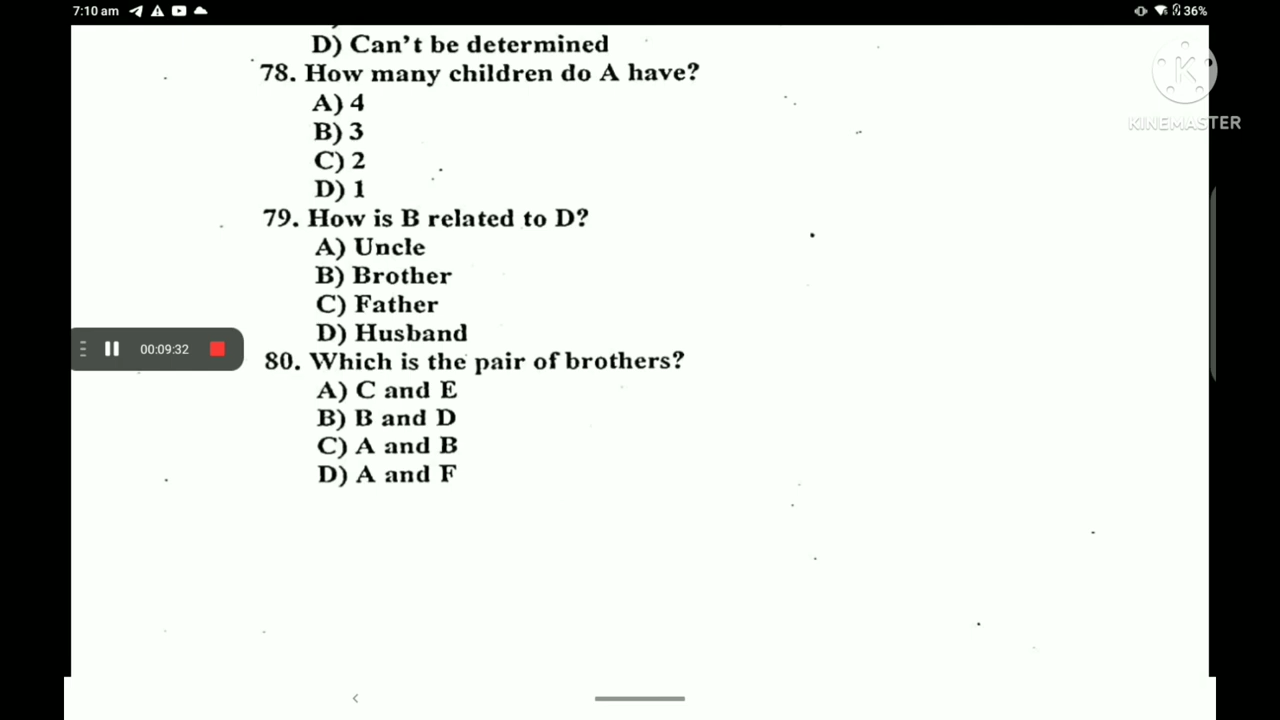 7:10 am
36%
D) Can't be determined
78. How many children do A have?
A) 4
B) 3
C) 2
D) 1
79. How is B related to D?
A) Uncle
B) Brother
C) Father
D) Husband
80. Which is the pair of brothers?
A) C and E
B) B and D
C) A and B
D) A and F
00:09:32
K
KINEMASTER